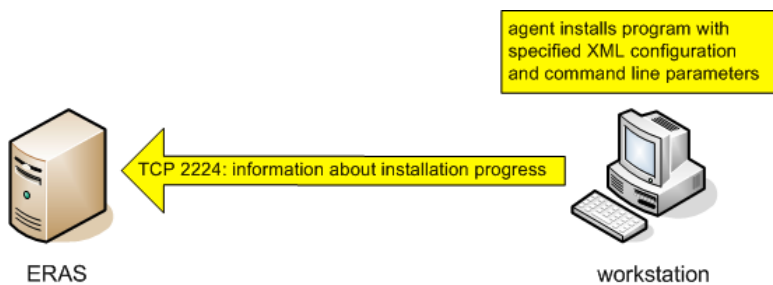 agent installs program with
specified XML configuration
and command line parameters
TCP 2224: information about installation progress
ERAS
workstation